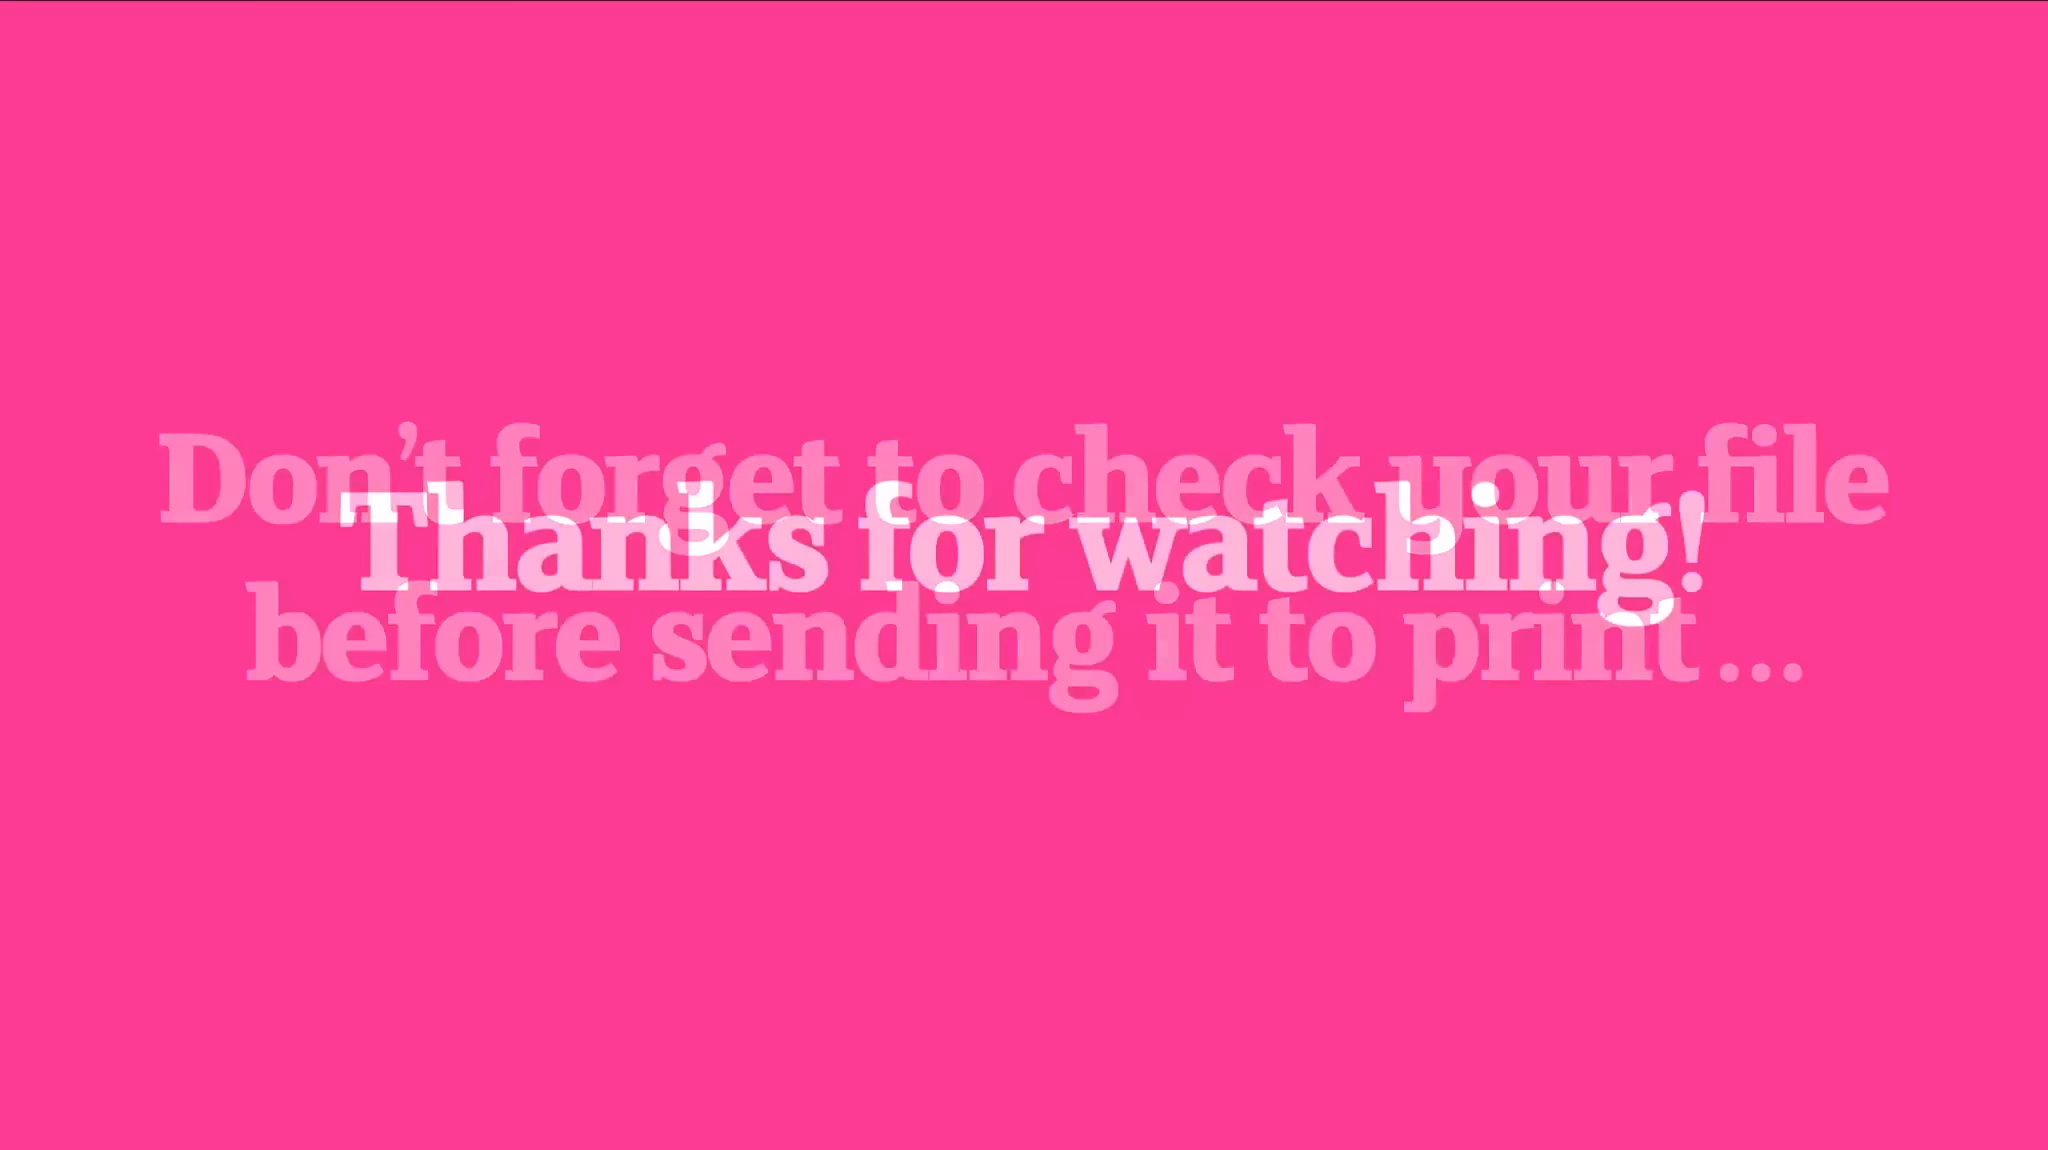 Don’t forget to check your file
Thanks for watching!
before sending it to print…